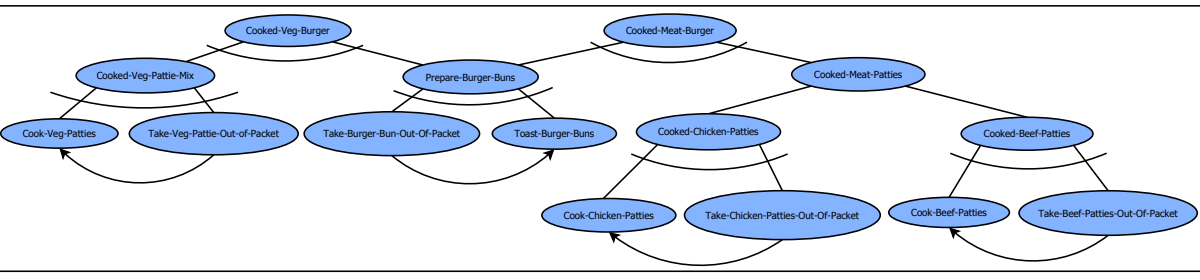 Cooked-Veg-Burger
Cooked-Meat-Burger
Cooked-Veg-Pattie-Mix
Prepare-Burger-Buns
Cooked-Meat-Patties
Cook-Veg-Patties
Take-Veg-Pattie-Out-of-Packet
Take-Burger-Bun-Out-Of-Packet
Toast-Burger-Buns
Cooked-Chicken-Patties
Cooked-Beef-Patties
Cook-Chicken-Patties
Take-Chicken-Patties-Out-Of-Packet
Cook-Beef-Patties
Take-Beef-Patties-Out-Of-Packet